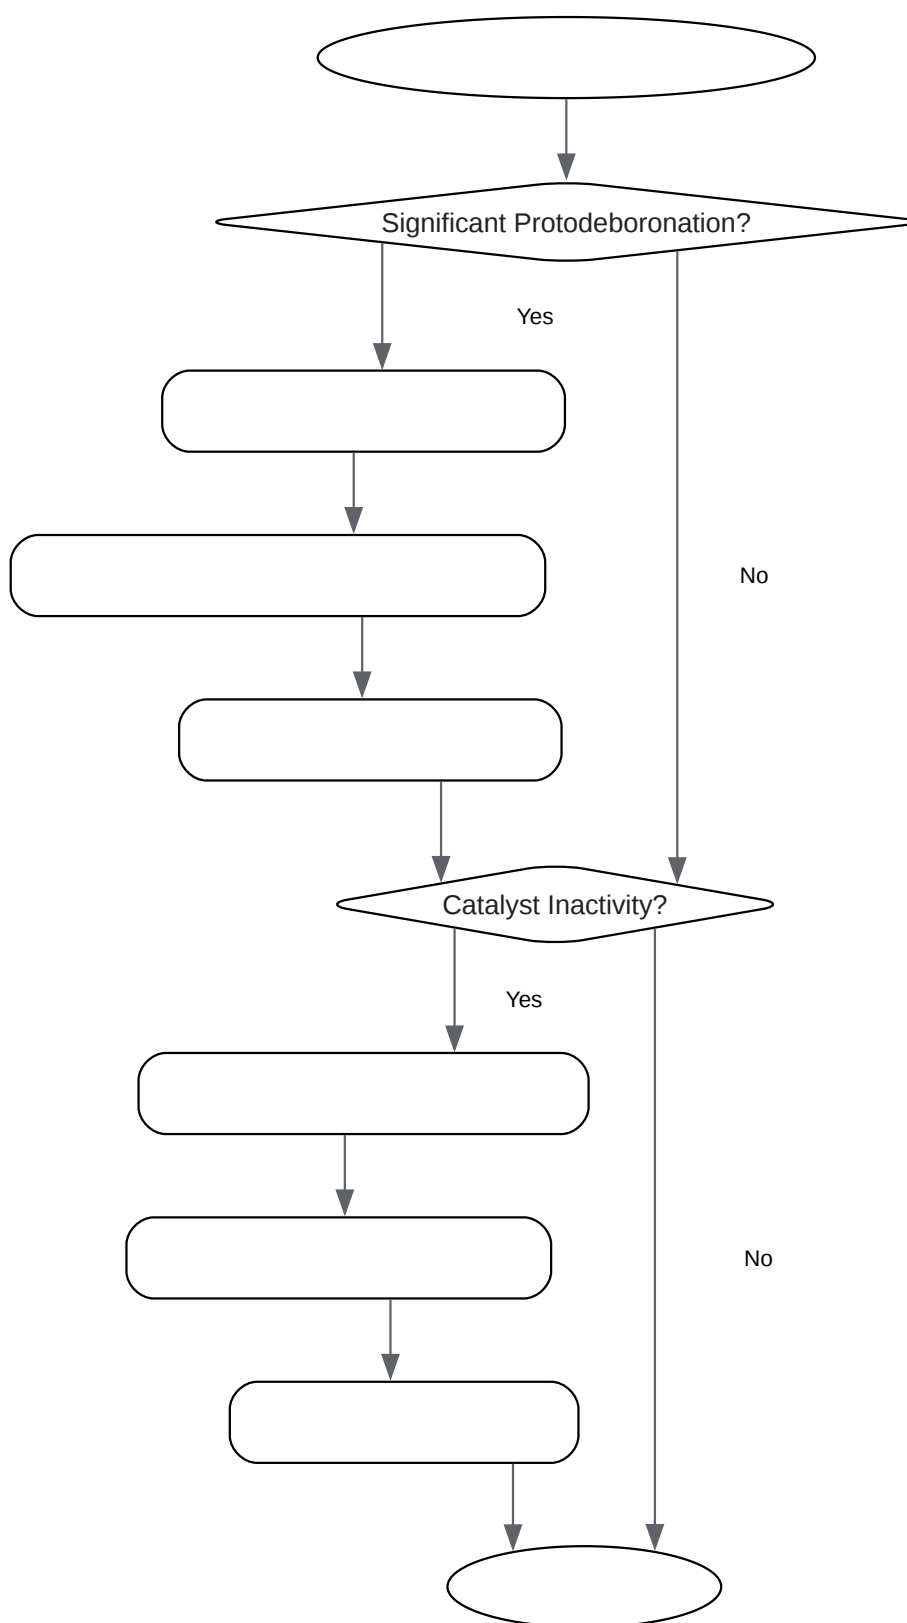 Significant Protodeboronation?
Yes
No
Catalyst Inactivity?
Yes
No